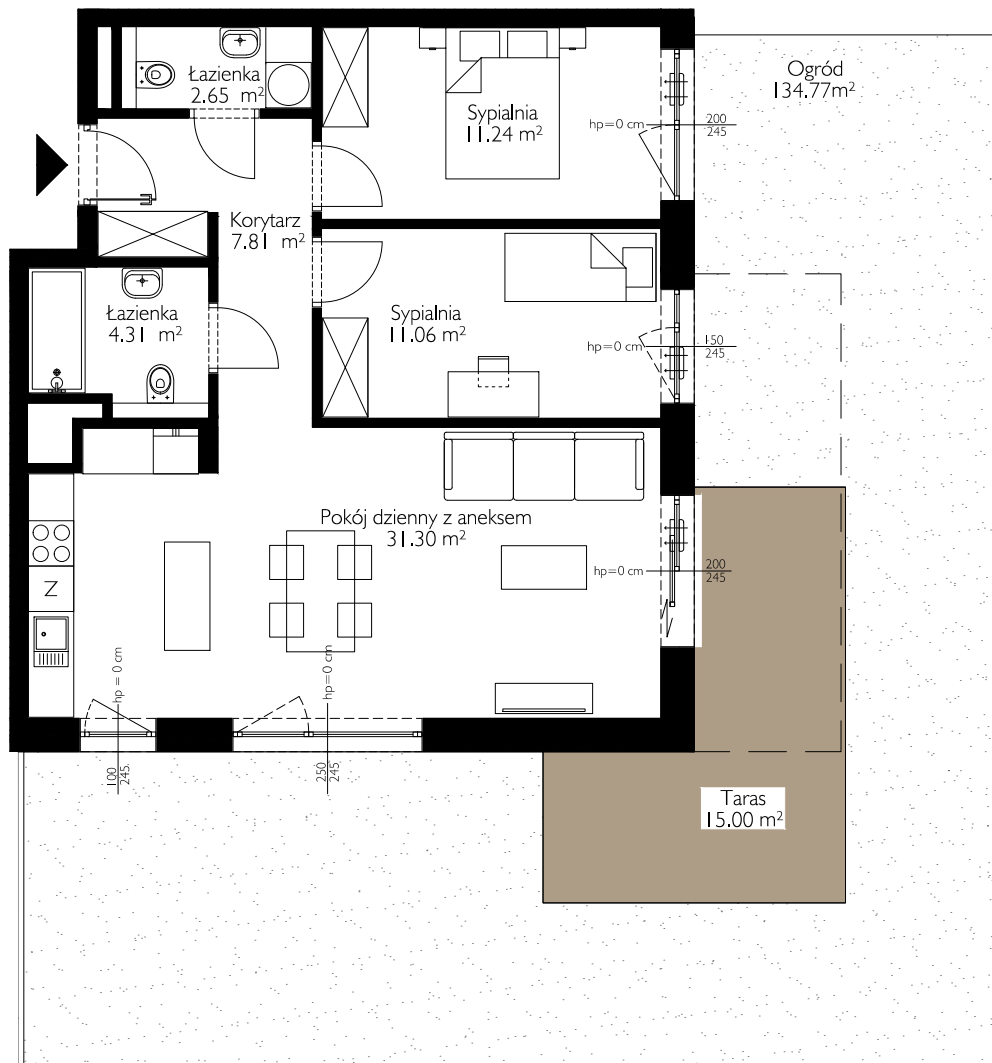 Łazienka
2.65 m²
Sypialnia
11.24 m²
Ogród
134.77m²
hp=0 cm
200
245
Korytarz
7.81 m²
Łazienka
4.31 m²
Sypialnia
11.06 m²
hp=0 cm
150
245
Pokój dzienny z aneksem
31.30 m²
hp=0 cm
200
245
Z
hp = 0 cm
100
245
hp=0 cm
250
245
Taras
15.00 m²